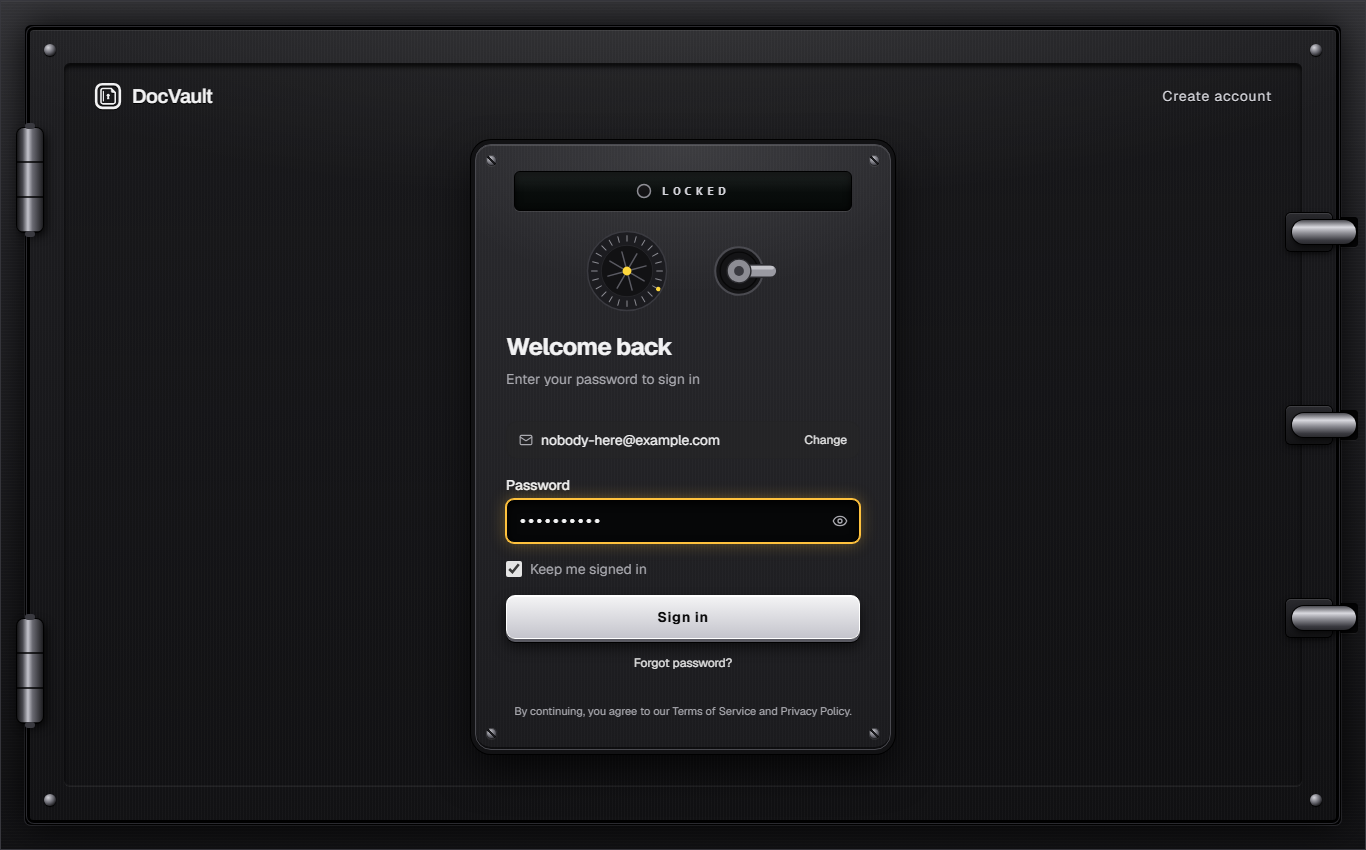 DocVault
Create account
LOCKED
Welcome back
Enter your password to sign in
nobody-here@example.com
Change
Password
••••••••••
Keep me signed in
Sign in
Forgot password?
By continuing, you agree to our Terms of Service and Privacy Policy.